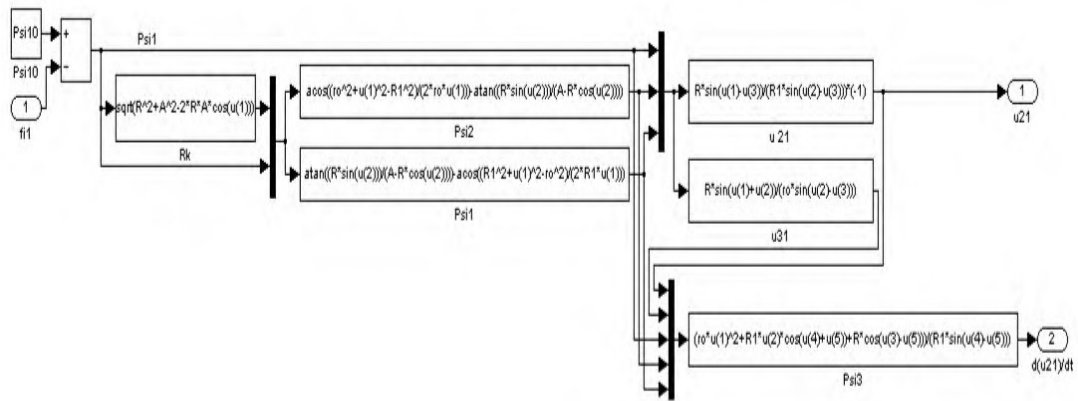 Psi10
Psi10
+
−
1
fi1
Psi1
sqrt(R^2+A^2-2*R*A*cos(u(1)))
Rk
acos((ro^2+u(1)^2-R1^2)/(2*ro*u(1)))-atan((R*sin(u(2)))/(A-R*cos(u(2))))
Psi2
atan((R*sin(u(2)))/(A-R*cos(u(2))))-acos((R1^2+u(1)^2-ro^2)/(2*R1*u(1)))
Psi1
R*sin(u(1)-u(3))/(R1*sin(u(2)-u(3)))*(-1)
u 21
R*sin(u(1)+u(2))/(ro*sin(u(2)-u(3)))
u31
1
u21
(ro*u(1)^2+R1*u(2)*cos(u(4)+u(5))+R*cos(u(3)-u(5)))/(R1*sin(u(4)-u(5)))
Psi3
2
d(u21)/dt